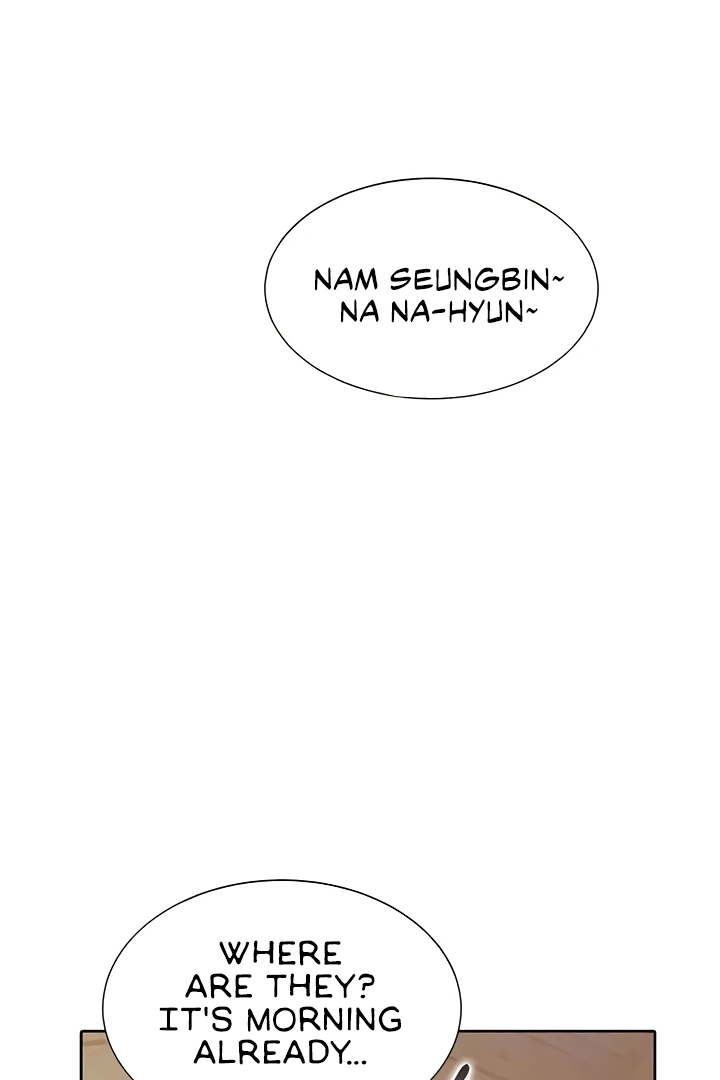 NAM SEUNGBIN~
NA NA-HYUN~
WHERE
ARE THEY?
IT'S MORNING
ALREADY...